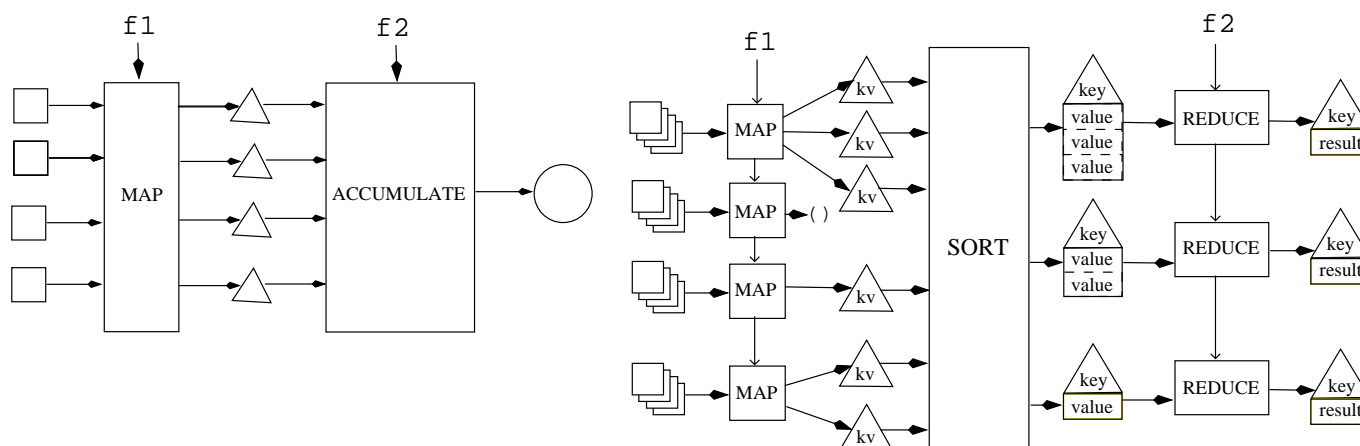 f1
f2
MAP
ACCUMULATE
f1
MAP
MAP
()
MAP
MAP
kv
kv
kv
kv
kv
kv
SORT
key
value
value
value
key
value
value
key
value
f2
REDUCE
REDUCE
REDUCE
key
result
key
result
key
result